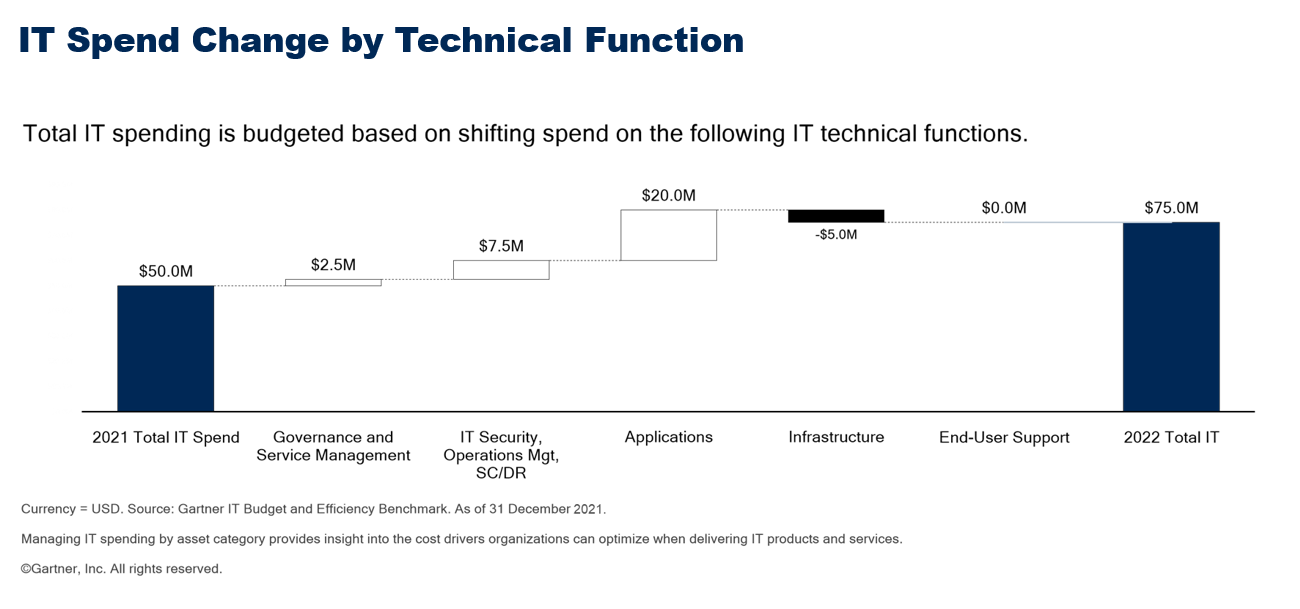 IT Spend Change by Technical Function
Total IT spending is budgeted based on shifting spend on the following IT technical functions.
$50.0M
$2.5M
$7.5M
$20.0M
-$5.0M
$0.0M
$75.0M
2021 Total IT Spend
Governance and
Service Management
IT Security,
Operations Mgt,
SC/DR
Applications
Infrastructure
End-User Support
2022 Total IT
Currency = USD. Source: Gartner IT Budget and Efficiency Benchmark. As of 31 December 2021.
Managing IT spending by asset category provides insight into the cost drivers organizations can optimize when delivering IT products and services.
©Gartner, Inc. All rights reserved.